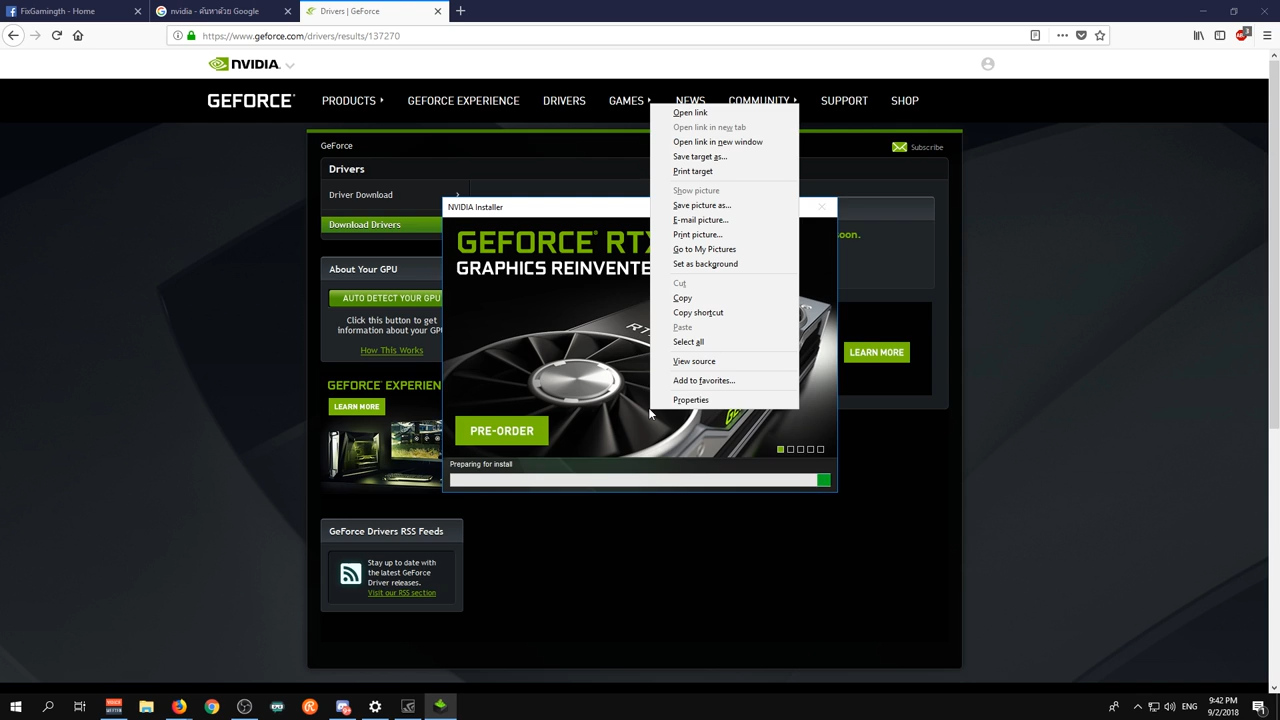 FixGamingth - Home
nvidia - ค้นหาด้วย Google
Drivers | GeForce
https://www.geforce.com/drivers/results/137270
3
NVIDIA.
GEFORCE
PRODUCTS
GEFORCE EXPERIENCE
DRIVERS
GAMES
NEWS
COMMUNITY
SUPPORT
SHOP
GeForce
Subscribe
Drivers
Driver Download
Download Drivers
oon.
About Your GPU
AUTO DETECT YOUR GPU
Click this button to get
information about your GPU
How This Works
GEFORCE EXPERIEN
LEARN MORE
GeForce Drivers RSS Feeds
Stay up to date with
the latest GeForce
Driver releases.
Visit our RSS section
LEARN MORE
NVIDIA Installer
GEFORCE® RTX
GRAPHICS REINVENTE
RTX
PRE-ORDER
Preparing for install
Open link
Open link in new tab
Open link in new window
Save target as...
Print target
Show picture
Save picture as...
E-mail picture...
Print picture...
Go to My Pictures
Set as background
Cut
Copy
Copy shortcut
Paste
Select all
View source
Add to favorites...
Properties
ENG
9:42 PM
9/2/2018